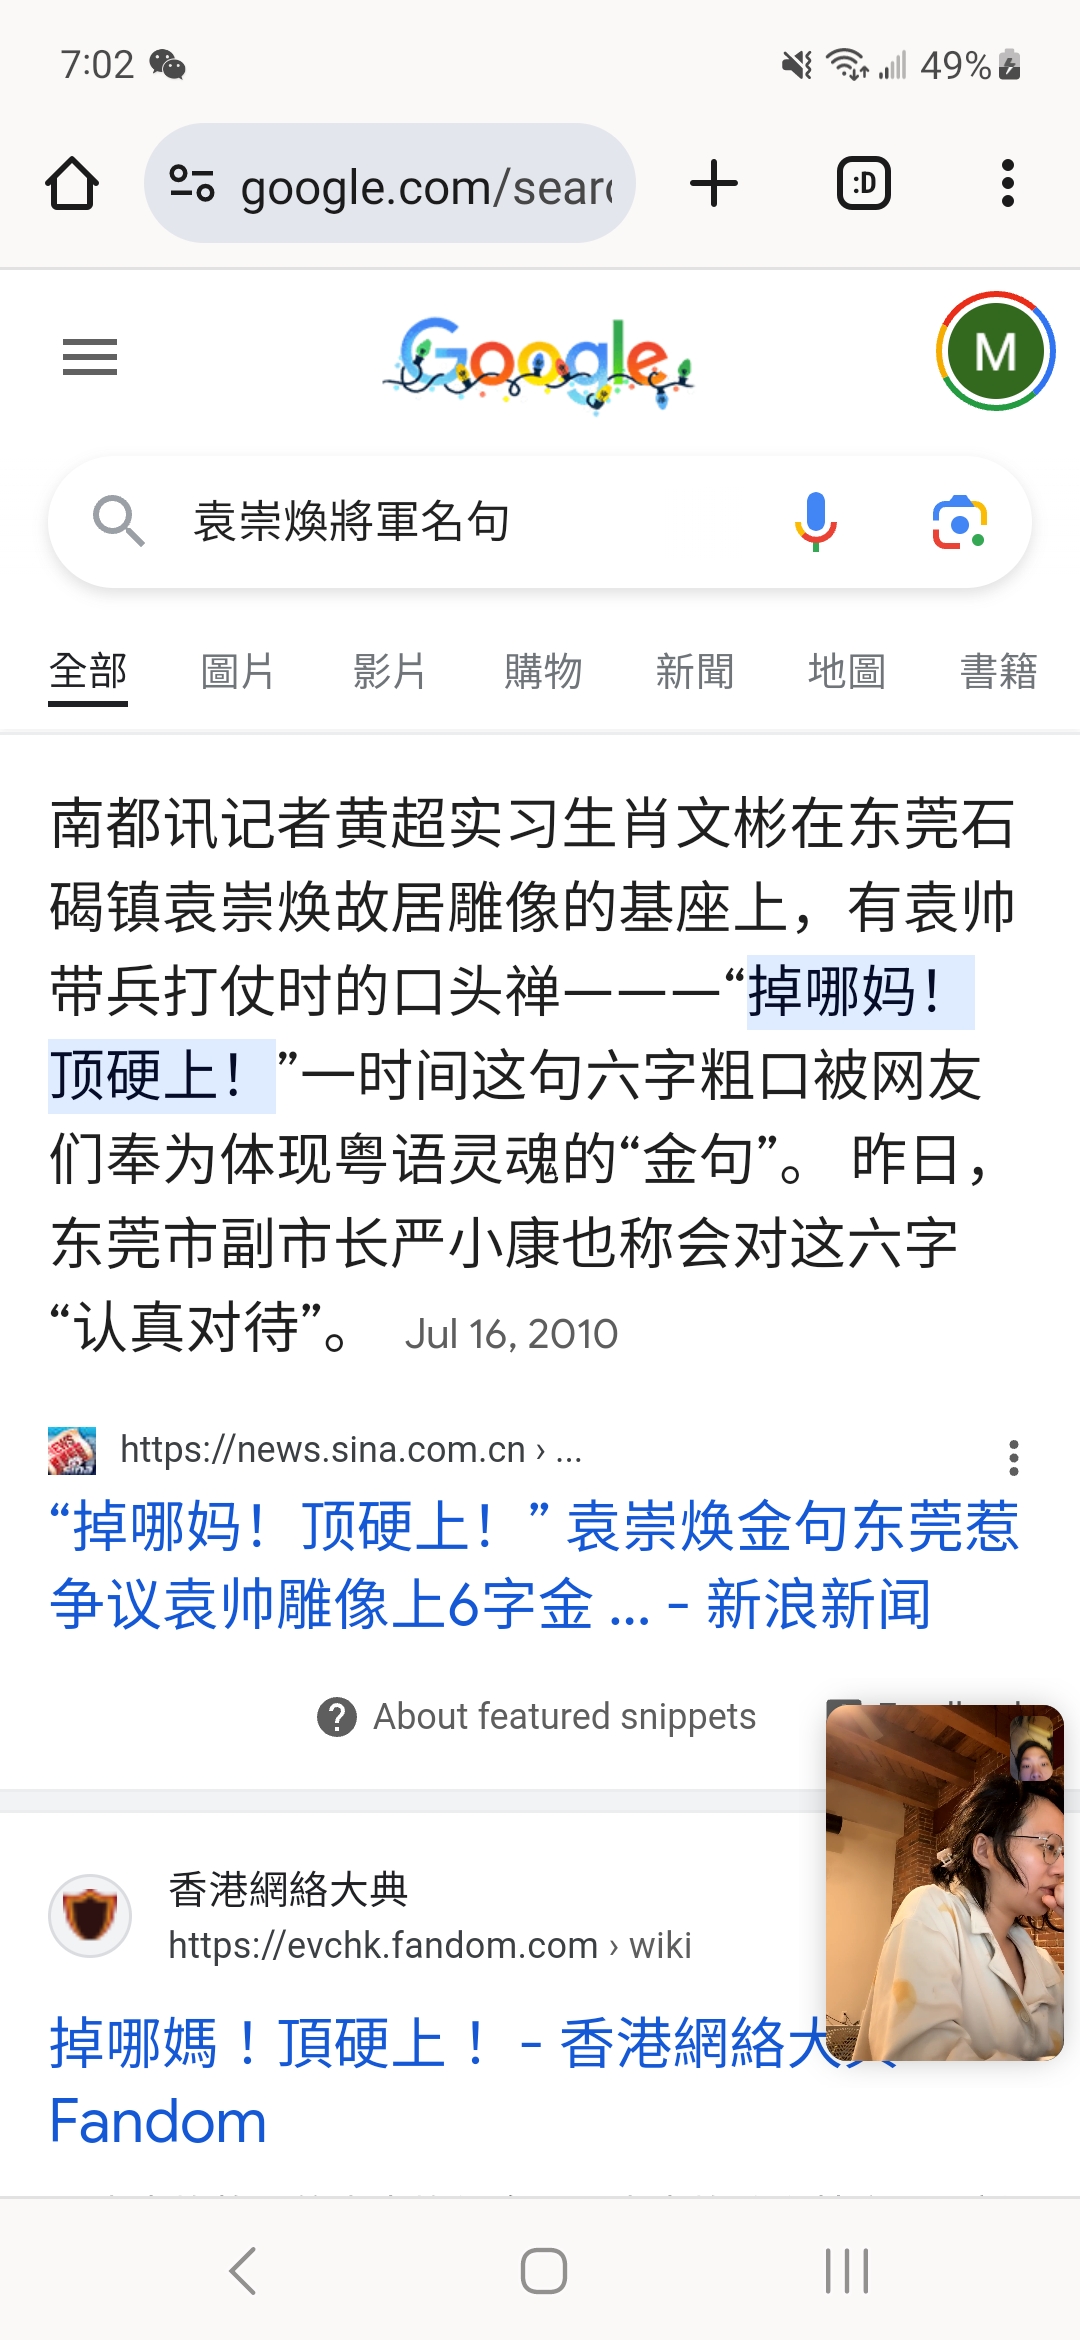 7:02
49%
google.com/searc
:D
Google
M
袁崇煥將軍名句
全部 圖片 影片 購物 新聞 地圖 書籍
南都讯记者黄超实习生肖文彬在东莞石
碣镇袁崇焕故居雕像的基座上，有袁帅
带兵打仗时的口头禅———“掉哪妈！
顶硬上！”一时间这句六字粗口被网友
们奉为体现粤语灵魂的“金句”。 昨日，
东莞市副市长严小康也称会对这六字
“认真对待”。 Jul 16, 2010
https://news.sina.com.cn › ...
“掉哪妈！顶硬上！” 袁崇焕金句东莞惹
争议袁帅雕像上6字金 ... - 新浪新闻
About featured snippets
香港網絡大典
https://evchk.fandom.com › wiki
掉哪媽！頂硬上！ - 香港網絡大
Fandom